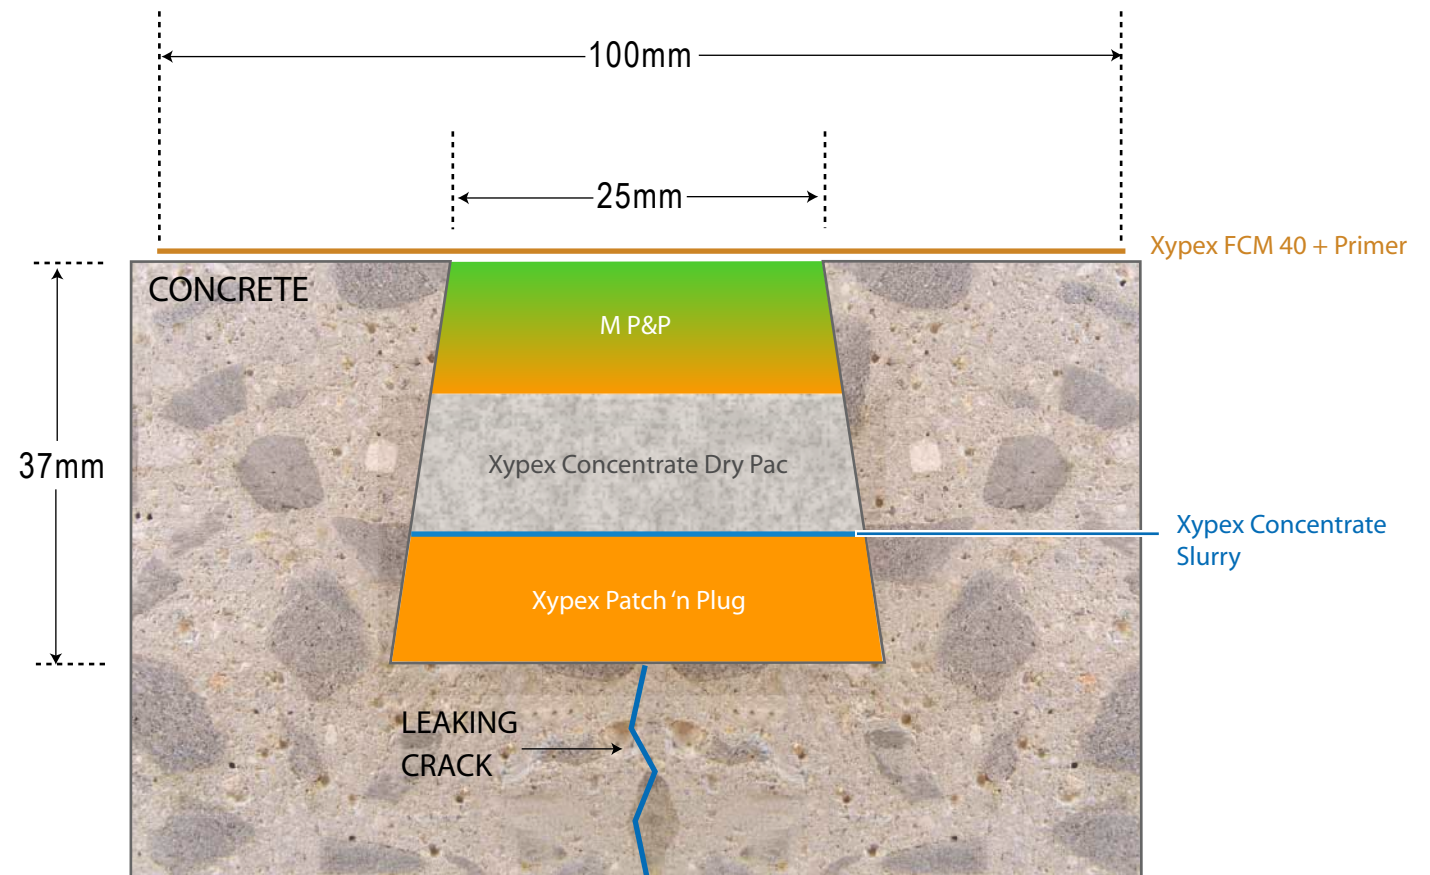 100mm
25mm
Xypex FCM 40 + Primer
CONCRETE
M P&P
37mm
Xypex Concentrate Dry Pac
Xypex Concentrate
Slurry
Xypex Patch ‘n Plug
LEAKING
CRACK